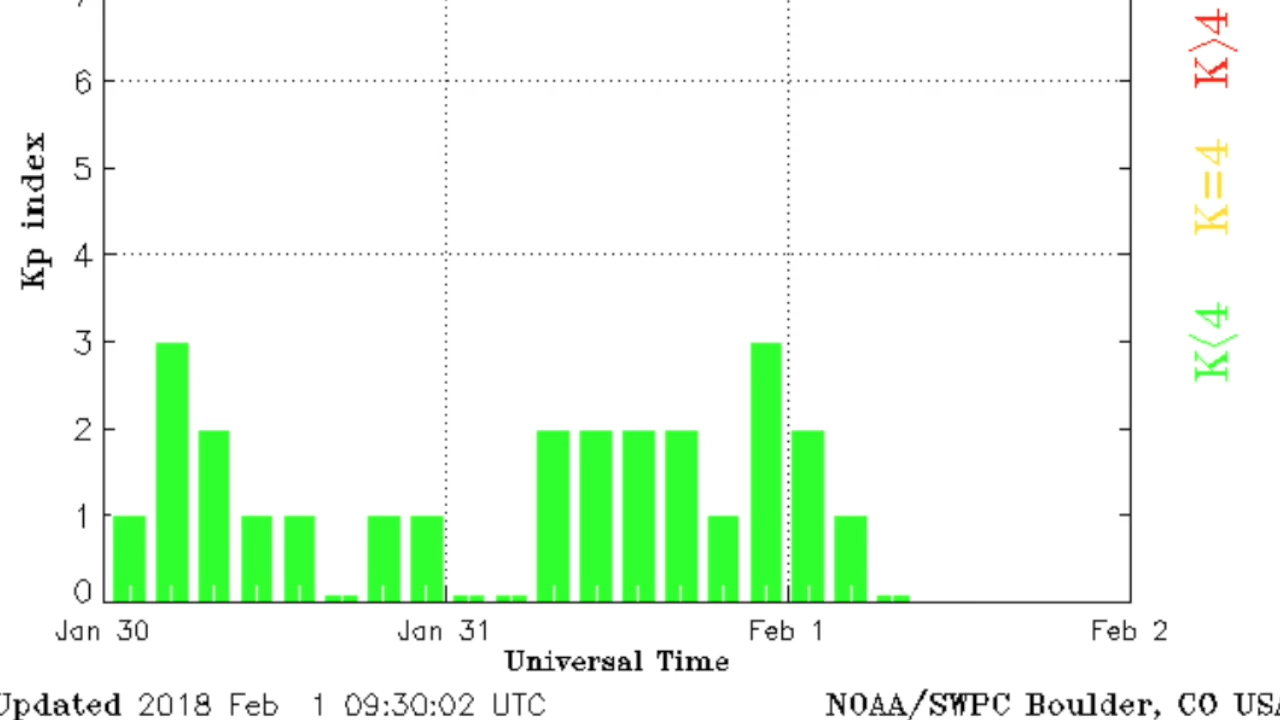 7
6
5
4
3
2
1
0
Kp index
K>4
K=4
K<4
Jan 30 Jan 31 Feb 1 Feb 2
Universal Time
Updated 2018 Feb 1 09:30:02 UTC
NOAA/SWPC Boulder, CO USA